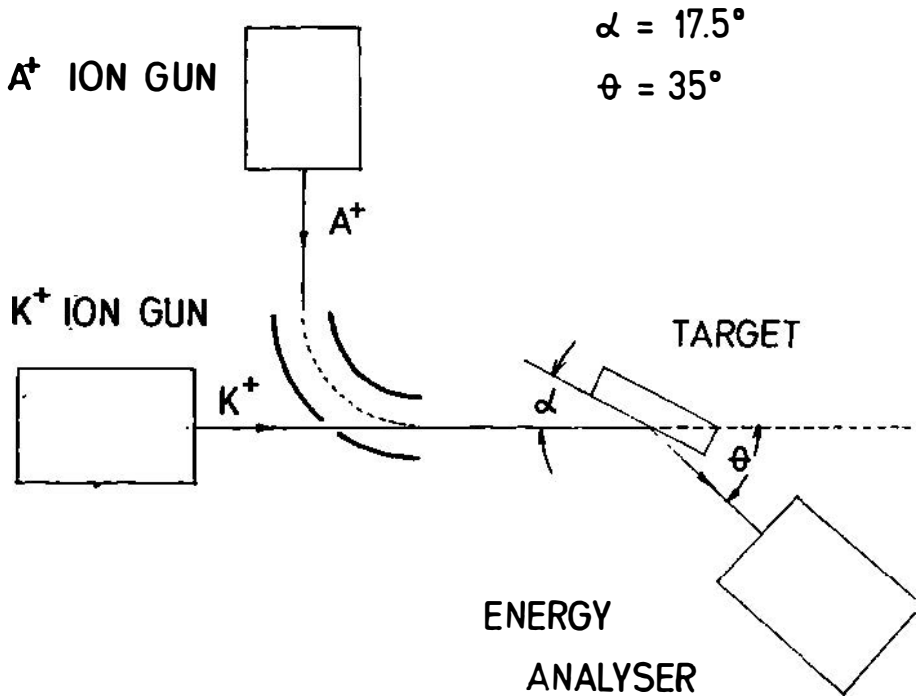 α = 17.5°
θ = 35°
A⁺ ION GUN
A⁺
K⁺ ION GUN
K⁺
TARGET
α
θ
ENERGY
ANALYSER